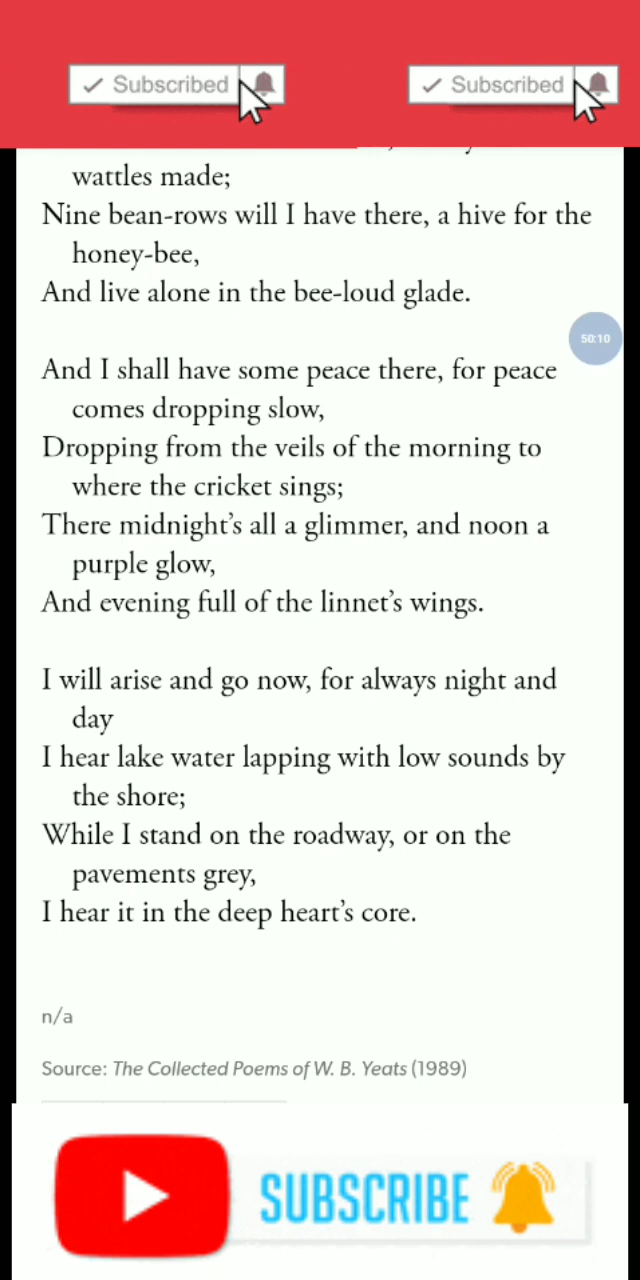 Subscribed Subscribed
wattles made;
Nine bean-rows will I have there, a hive for the
honey-bee,
And live alone in the bee-loud glade.
50:10
And I shall have some peace there, for peace
comes dropping slow,
Dropping from the veils of the morning to
where the cricket sings;
There midnight’s all a glimmer, and noon a
purple glow,
And evening full of the linnet’s wings.
I will arise and go now, for always night and
day
I hear lake water lapping with low sounds by
the shore;
While I stand on the roadway, or on the
pavements grey,
I hear it in the deep heart’s core.
n/a
Source: The Collected Poems of W. B. Yeats (1989)
SUBSCRIBE